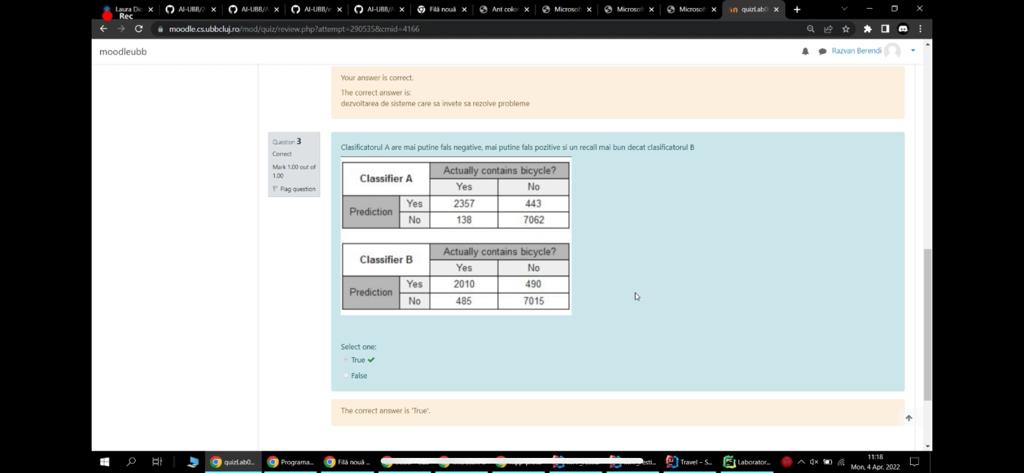 Laura Di
AI-UBB/
AI-UBB/
AI-UBB/
AI-UBB/
Filă nouă
Ant color
Microsof
Microsof
Microsof
quizLab0
Rec
moodle.cs.ubbcluj.ro/mod/quiz/review.php?attempt=290535&cmid=4166
moodleubb
Razvan Berendi
Your answer is correct.
The correct answer is:
dezvoltarea de sisteme care sa invete sa rezolve probleme
Question 3
Correct
Mark 1.00 out of
1.00
Flag question
Clasificatorul A are mai putine fals negative, mai putine fals pozitive si un recall mai bun decat clasificatorul B
Classifier A
Actually contains bicycle?
Yes No
Prediction
Yes 2357 443
No 138 7062
Classifier B
Actually contains bicycle?
Yes No
Prediction
Yes 2010 490
No 485 7015
Select one:
True
False
The correct answer is 'True'.
quizLab0...
Programa...
Filă nouă ...
Travel – S...
Laborator...
11:18
Mon, 4 Apr, 2022